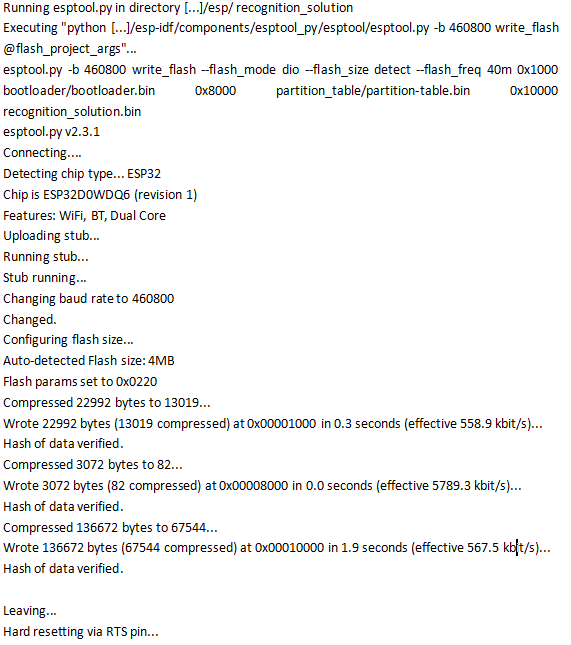 Running esptool.py in directory [...]/esp/ recognition_solution
Executing "python [...]/esp-idf/components/esptool_py/esptool/esptool.py -b 460800 write_flash
@flash_project_args"...
esptool.py -b 460800 write_flash --flash_mode dio --flash_size detect --flash_freq 40m 0x1000
bootloader/bootloader.bin 0x8000 partition_table/partition-table.bin 0x10000
recognition_solution.bin
esptool.py v2.3.1
Connecting....
Detecting chip type... ESP32
Chip is ESP32D0WDQ6 (revision 1)
Features: WiFi, BT, Dual Core
Uploading stub...
Running stub...
Stub running...
Changing baud rate to 460800
Changed.
Configuring flash size...
Auto-detected Flash size: 4MB
Flash params set to 0x0220
Compressed 22992 bytes to 13019...
Wrote 22992 bytes (13019 compressed) at 0x00001000 in 0.3 seconds (effective 558.9 kbit/s)...
Hash of data verified.
Compressed 3072 bytes to 82...
Wrote 3072 bytes (82 compressed) at 0x00008000 in 0.0 seconds (effective 5789.3 kbit/s)...
Hash of data verified.
Compressed 136672 bytes to 67544...
Wrote 136672 bytes (67544 compressed) at 0x00010000 in 1.9 seconds (effective 567.5 kbit/s)...
Hash of data verified.
Leaving...
Hard resetting via RTS pin...